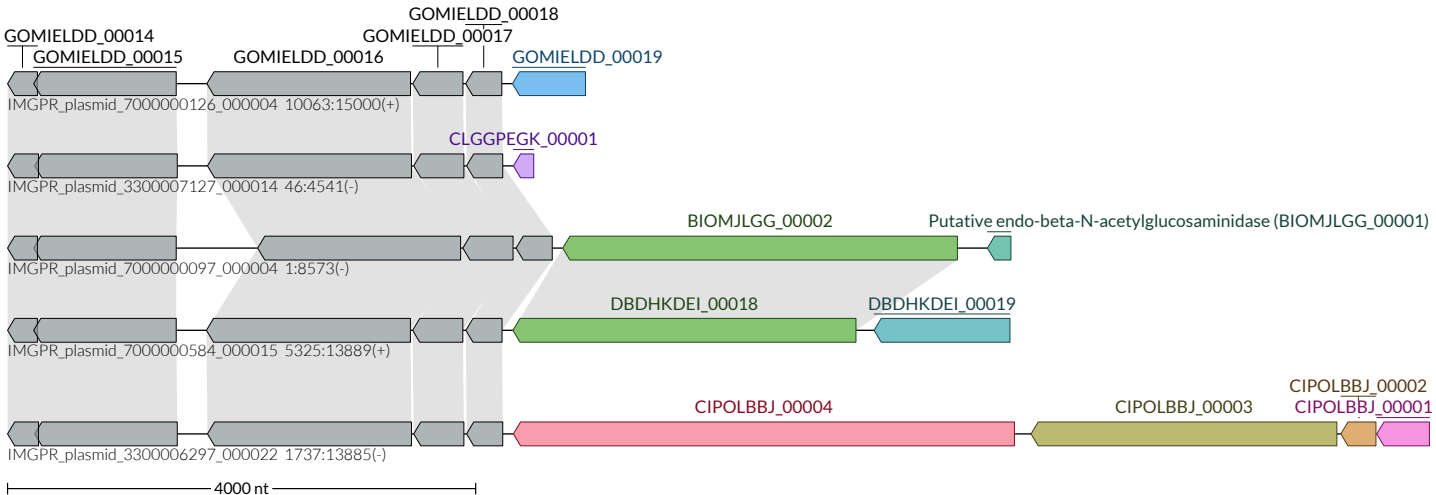 GOMIELDD_00018
GOMIELDD_00014
GOMIELDD_00017
GOMIELDD_00015
GOMIELDD_00016
GOMIELDD_00019
IMGPR_plasmid_7000000126_000004 10063:15000(+)
CLGGPEGK_00001
IMGPR_plasmid_3300007127_000014 46:4541(-)
BIOMJLGG_00002
Putative endo-beta-N-acetylglucosaminidase (BIOMJLGG_00001)
IMGPR_plasmid_7000000097_000004 1:8573(-)
DBDHKDEI_00018
DBDHKDEI_00019
IMGPR_plasmid_7000000584_000015 5325:13889(+)
CIPOLBBJ_00002
CIPOLBBJ_00004
CIPOLBBJ_00003
CIPOLBBJ_00001
IMGPR_plasmid_3300006297_000022 1737:13885(-)
4000 nt